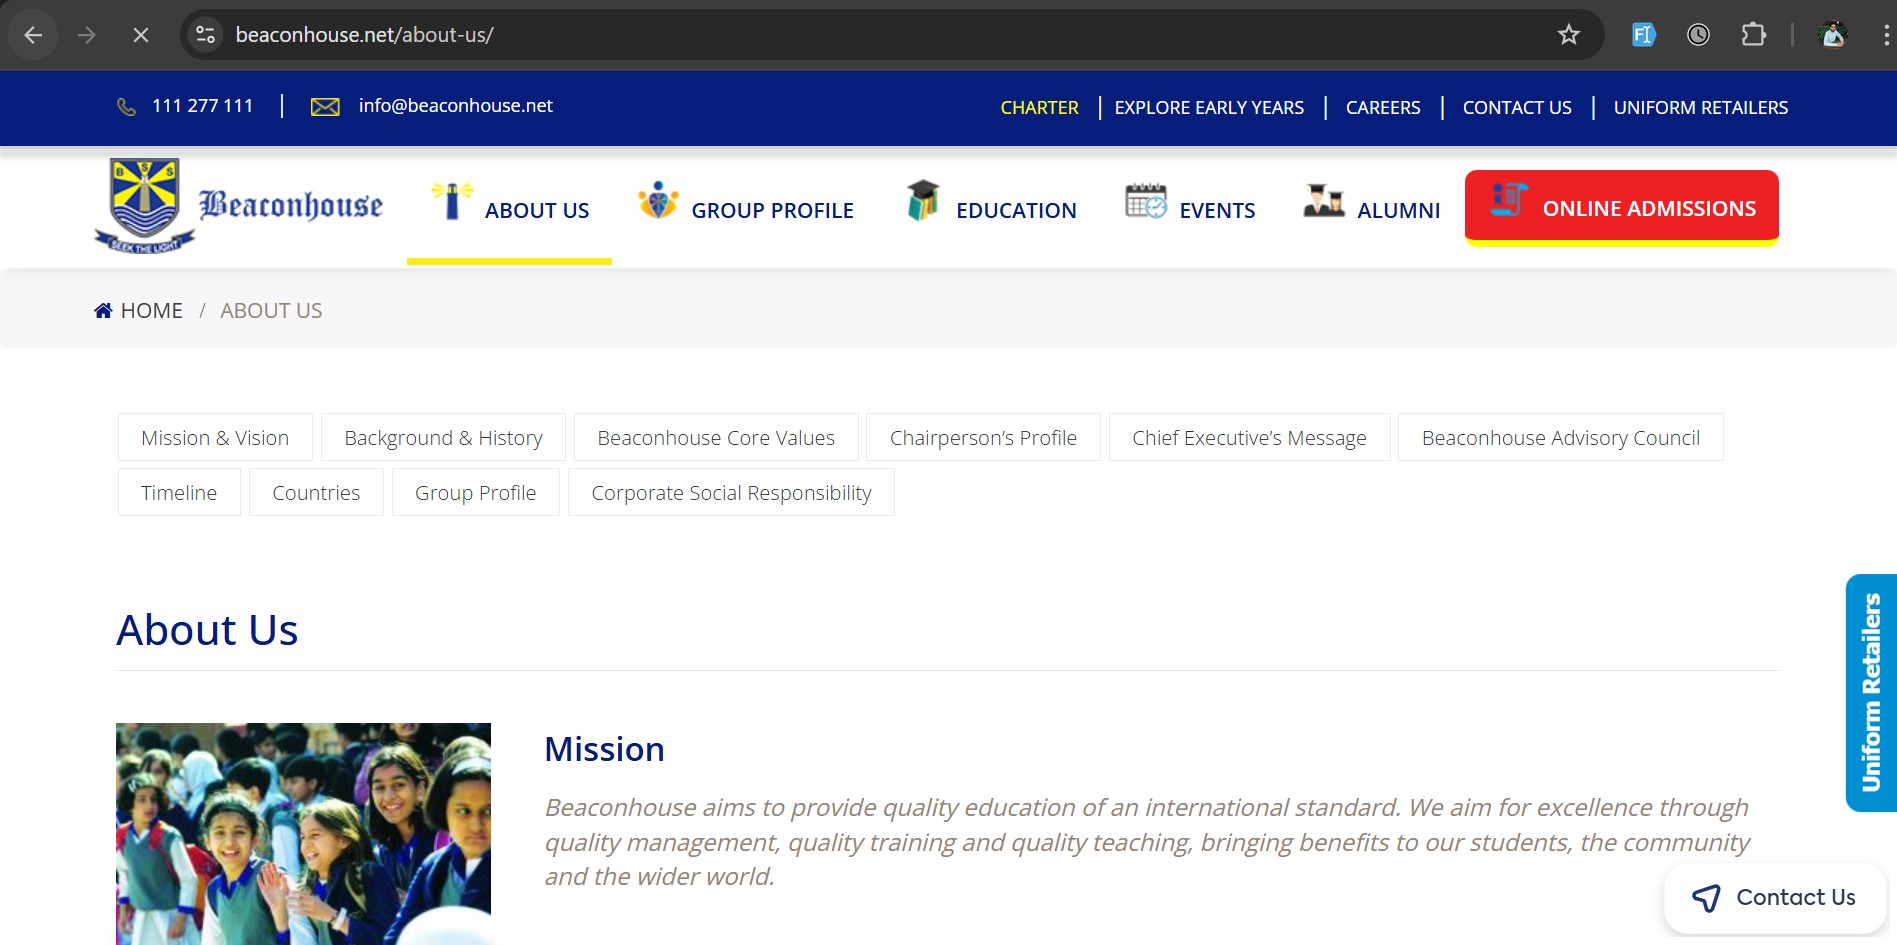 beaconhouse.net/about-us/
111 277 111 | info@beaconhouse.net
CHARTER | EXPLORE EARLY YEARS | CAREERS | CONTACT US | UNIFORM RETAILERS
B S S
SEEK THE LIGHT
Beaconhouse
ABOUT US
GROUP PROFILE
EDUCATION
EVENTS
ALUMNI
ONLINE ADMISSIONS
HOME / ABOUT US
Mission & Vision
Background & History
Beaconhouse Core Values
Chairperson’s Profile
Chief Executive’s Message
Beaconhouse Advisory Council
Timeline
Countries
Group Profile
Corporate Social Responsibility
About Us
Mission
Beaconhouse aims to provide quality education of an international standard. We aim for excellence through
quality management, quality training and quality teaching, bringing benefits to our students, the community
and the wider world.
Uniform Retailers
Contact Us